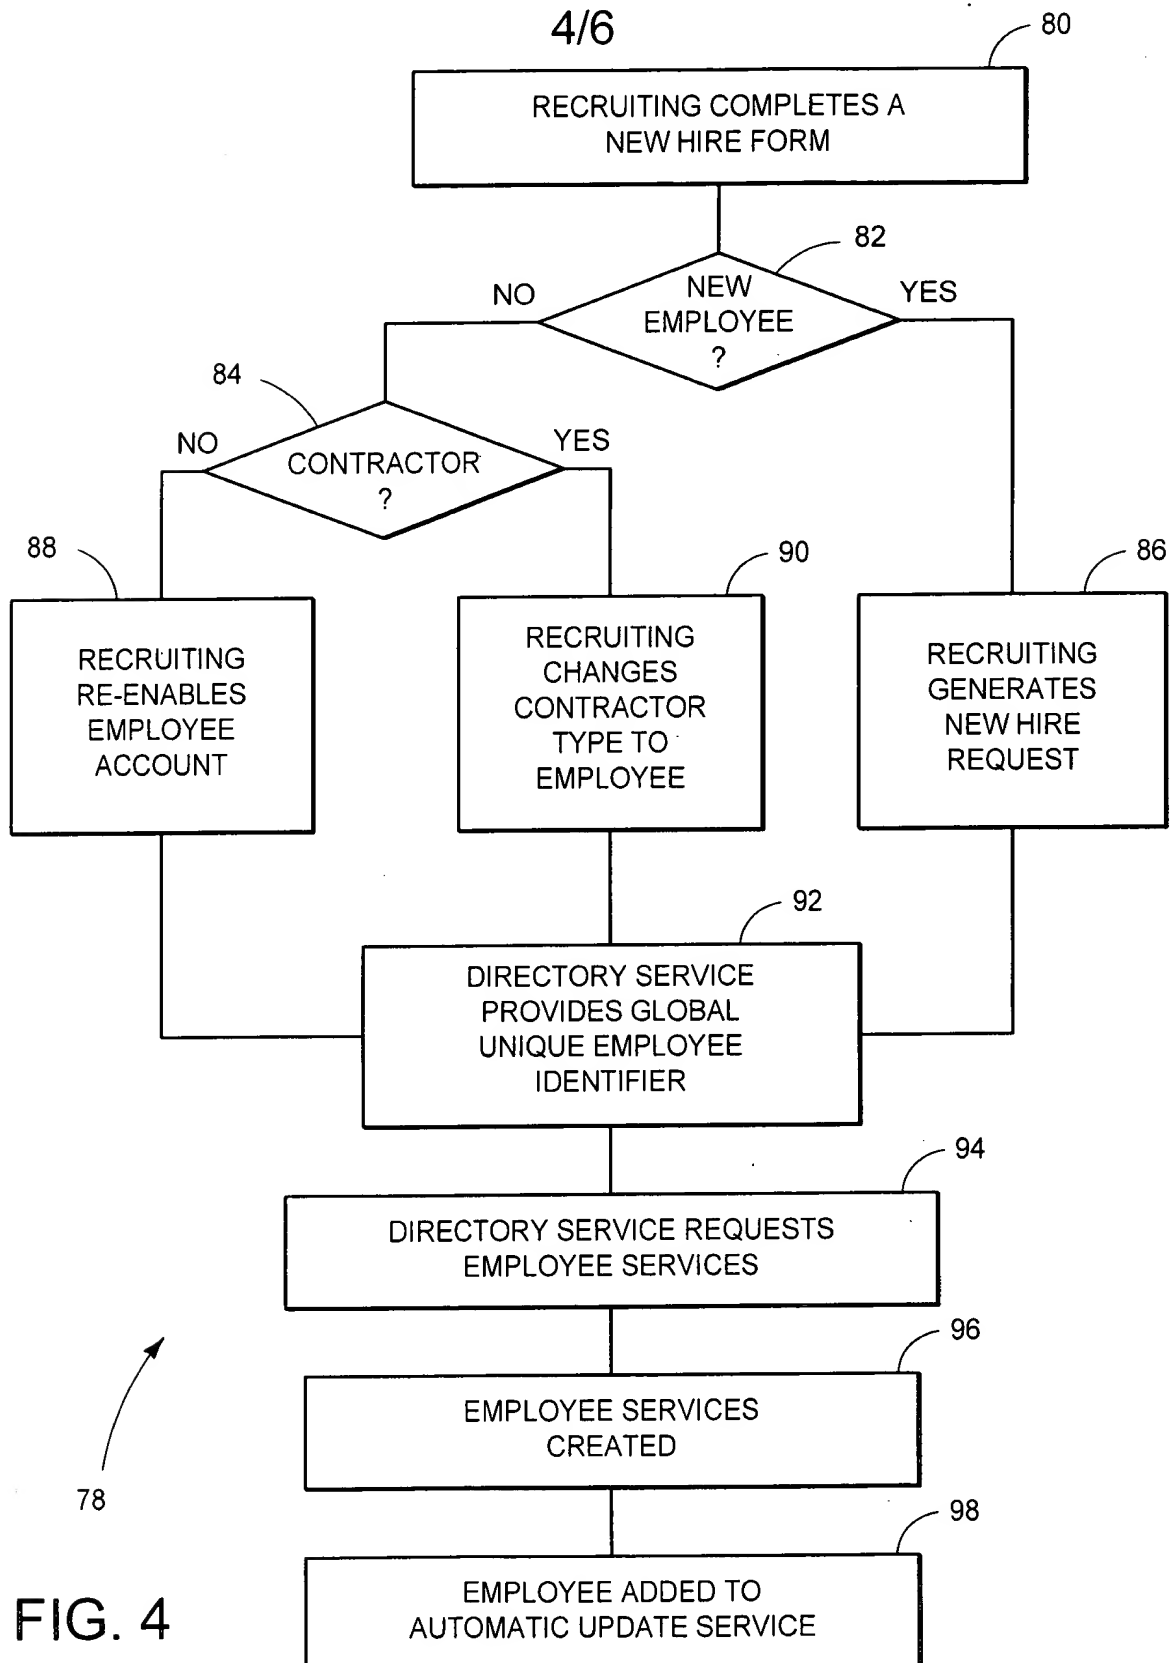 4/6
80
RECRUITING COMPLETES A
NEW HIRE FORM
82
NEW
EMPLOYEE
?
NO
YES
84
CONTRACTOR
?
NO
YES
88
RECRUITING
RE-ENABLES
EMPLOYEE
ACCOUNT
90
RECRUITING
CHANGES
CONTRACTOR
TYPE TO
EMPLOYEE
86
RECRUITING
GENERATES
NEW HIRE
REQUEST
92
DIRECTORY SERVICE
PROVIDES GLOBAL
UNIQUE EMPLOYEE
IDENTIFIER
94
DIRECTORY SERVICE REQUESTS
EMPLOYEE SERVICES
96
EMPLOYEE SERVICES
CREATED
78
98
EMPLOYEE ADDED TO
AUTOMATIC UPDATE SERVICE
FIG. 4